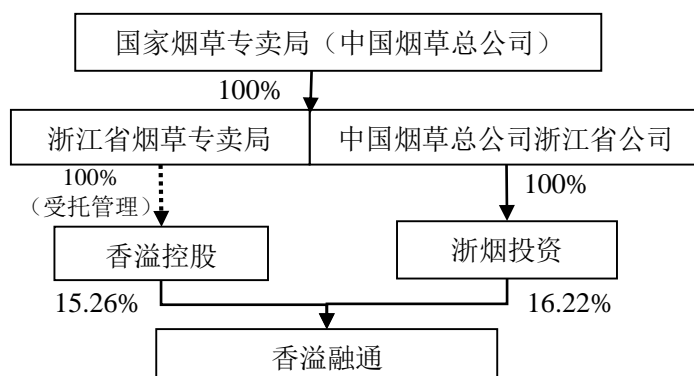 国家烟草专卖局（中国烟草总公司）
100%
浙江省烟草专卖局
中国烟草总公司浙江省公司
100%
（受托管理）
100%
香溢控股
浙烟投资
15.26%
16.22%
香溢融通